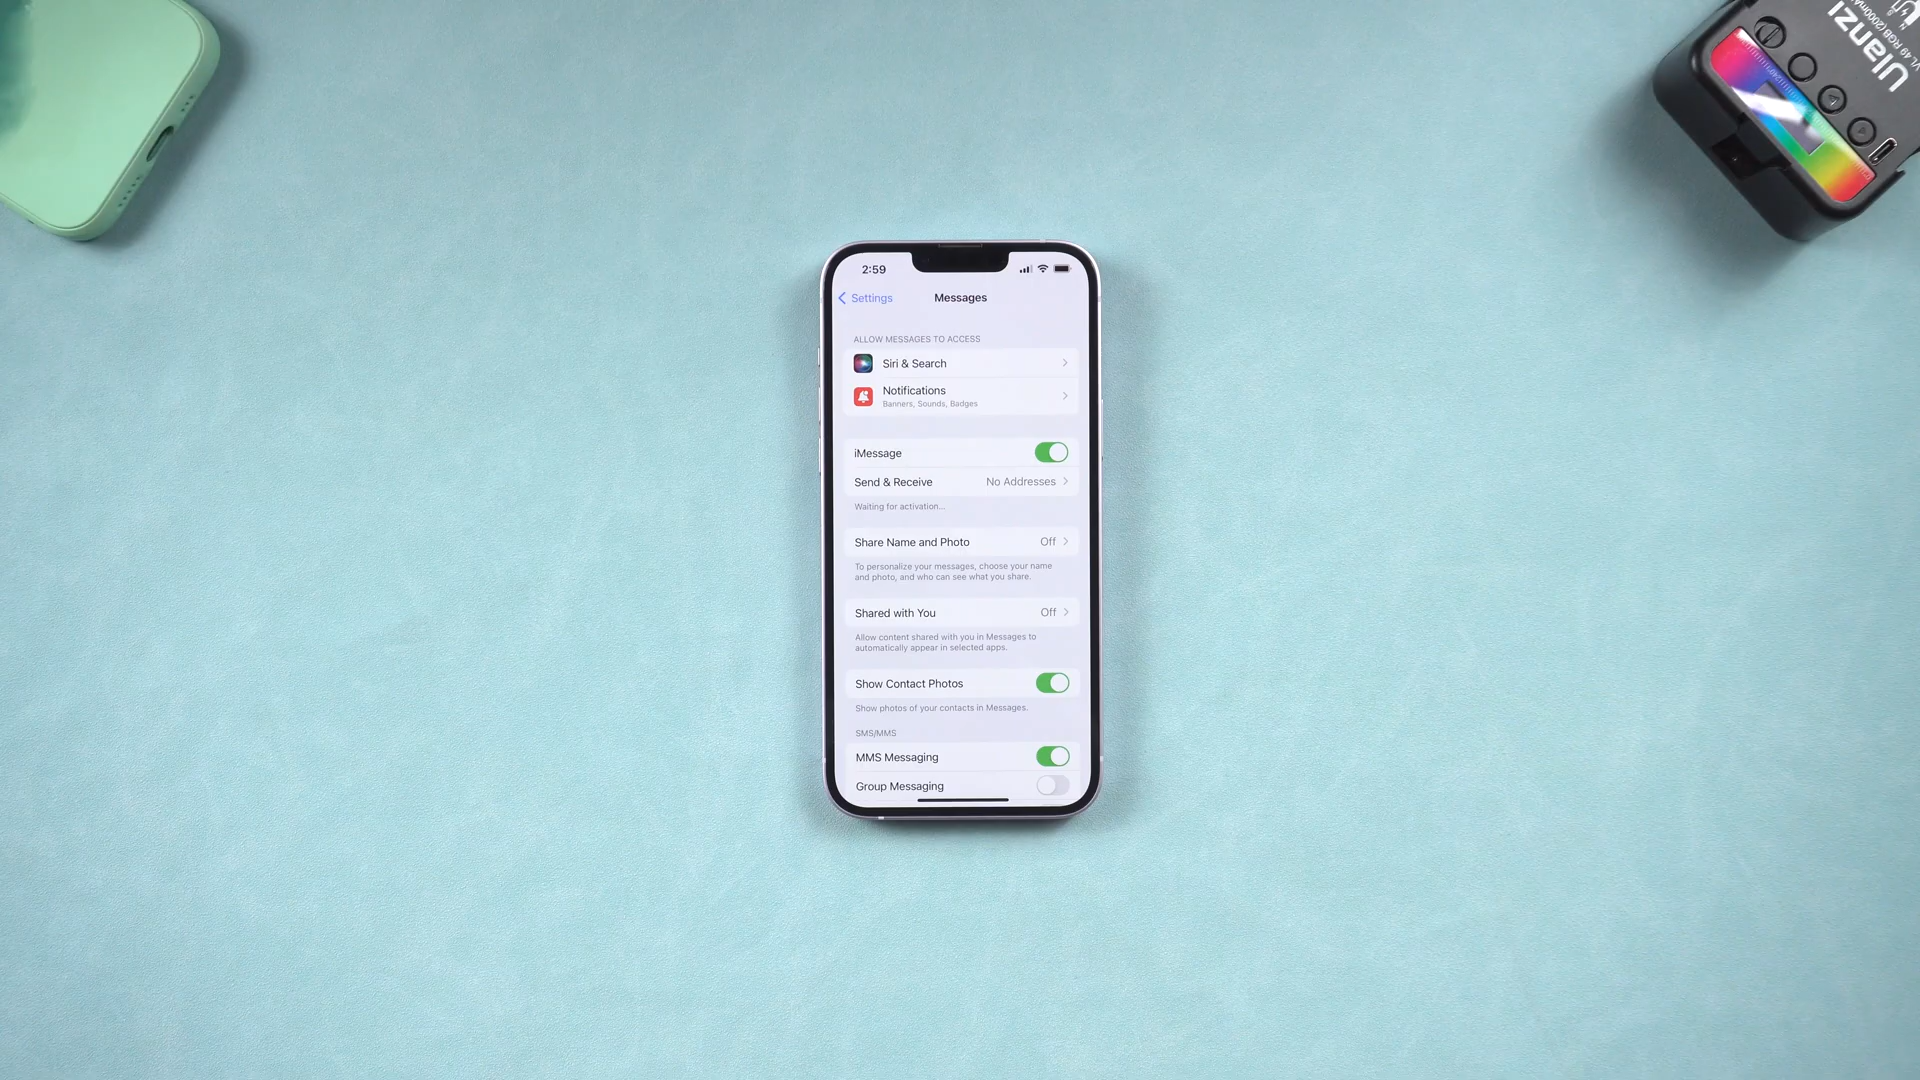 2:59
Settings
Messages
ALLOW MESSAGES TO ACCESS
Siri & Search
Notifications
Banners, Sounds, Badges
iMessage
Send & Receive No Addresses
Waiting for activation...
Share Name and Photo Off
To personalize your messages, choose your name
and photo, and who can see what you share.
Shared with You Off
Allow content shared with you in Messages to
automatically appear in selected apps.
Show Contact Photos
Show photos of your contacts in Messages.
SMS/MMS
MMS Messaging
Group Messaging
Ulanzi
VL49 RGB(2000mA